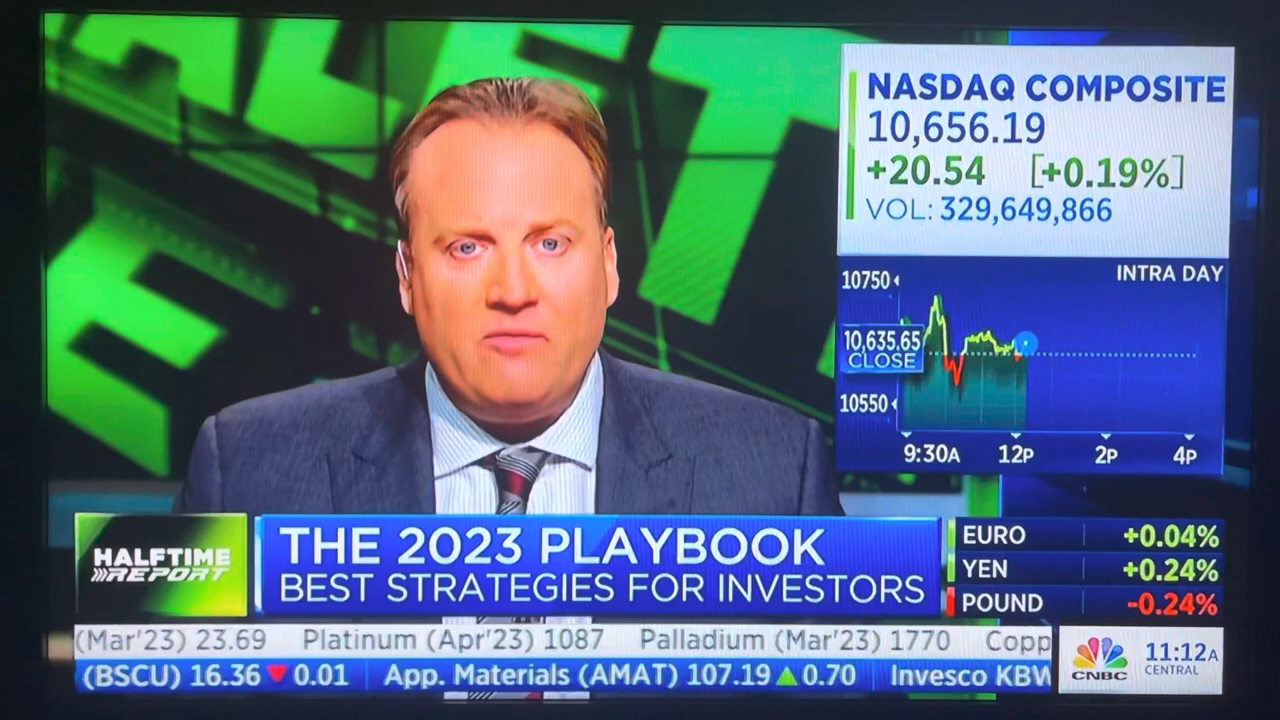 NASDAQ COMPOSITE
10,656.19
+20.54 [+0.19%]
VOL: 329,649,866
INTRA DAY
10750
10,635.65
CLOSE
10550
9:30A 12P 2P 4P
HALFTIME
REPORT
THE 2023 PLAYBOOK
BEST STRATEGIES FOR INVESTORS
EURO +0.04%
YEN +0.24%
POUND -0.24%
(Mar'23) 23.69 Platinum (Apr'23) 1087 Palladium (Mar'23) 1770 Copp
(BSCU) 16.36 ▼ 0.01 App. Materials (AMAT) 107.19 ▲ 0.70 Invesco KBW
CNBC
11:12A
CENTRAL